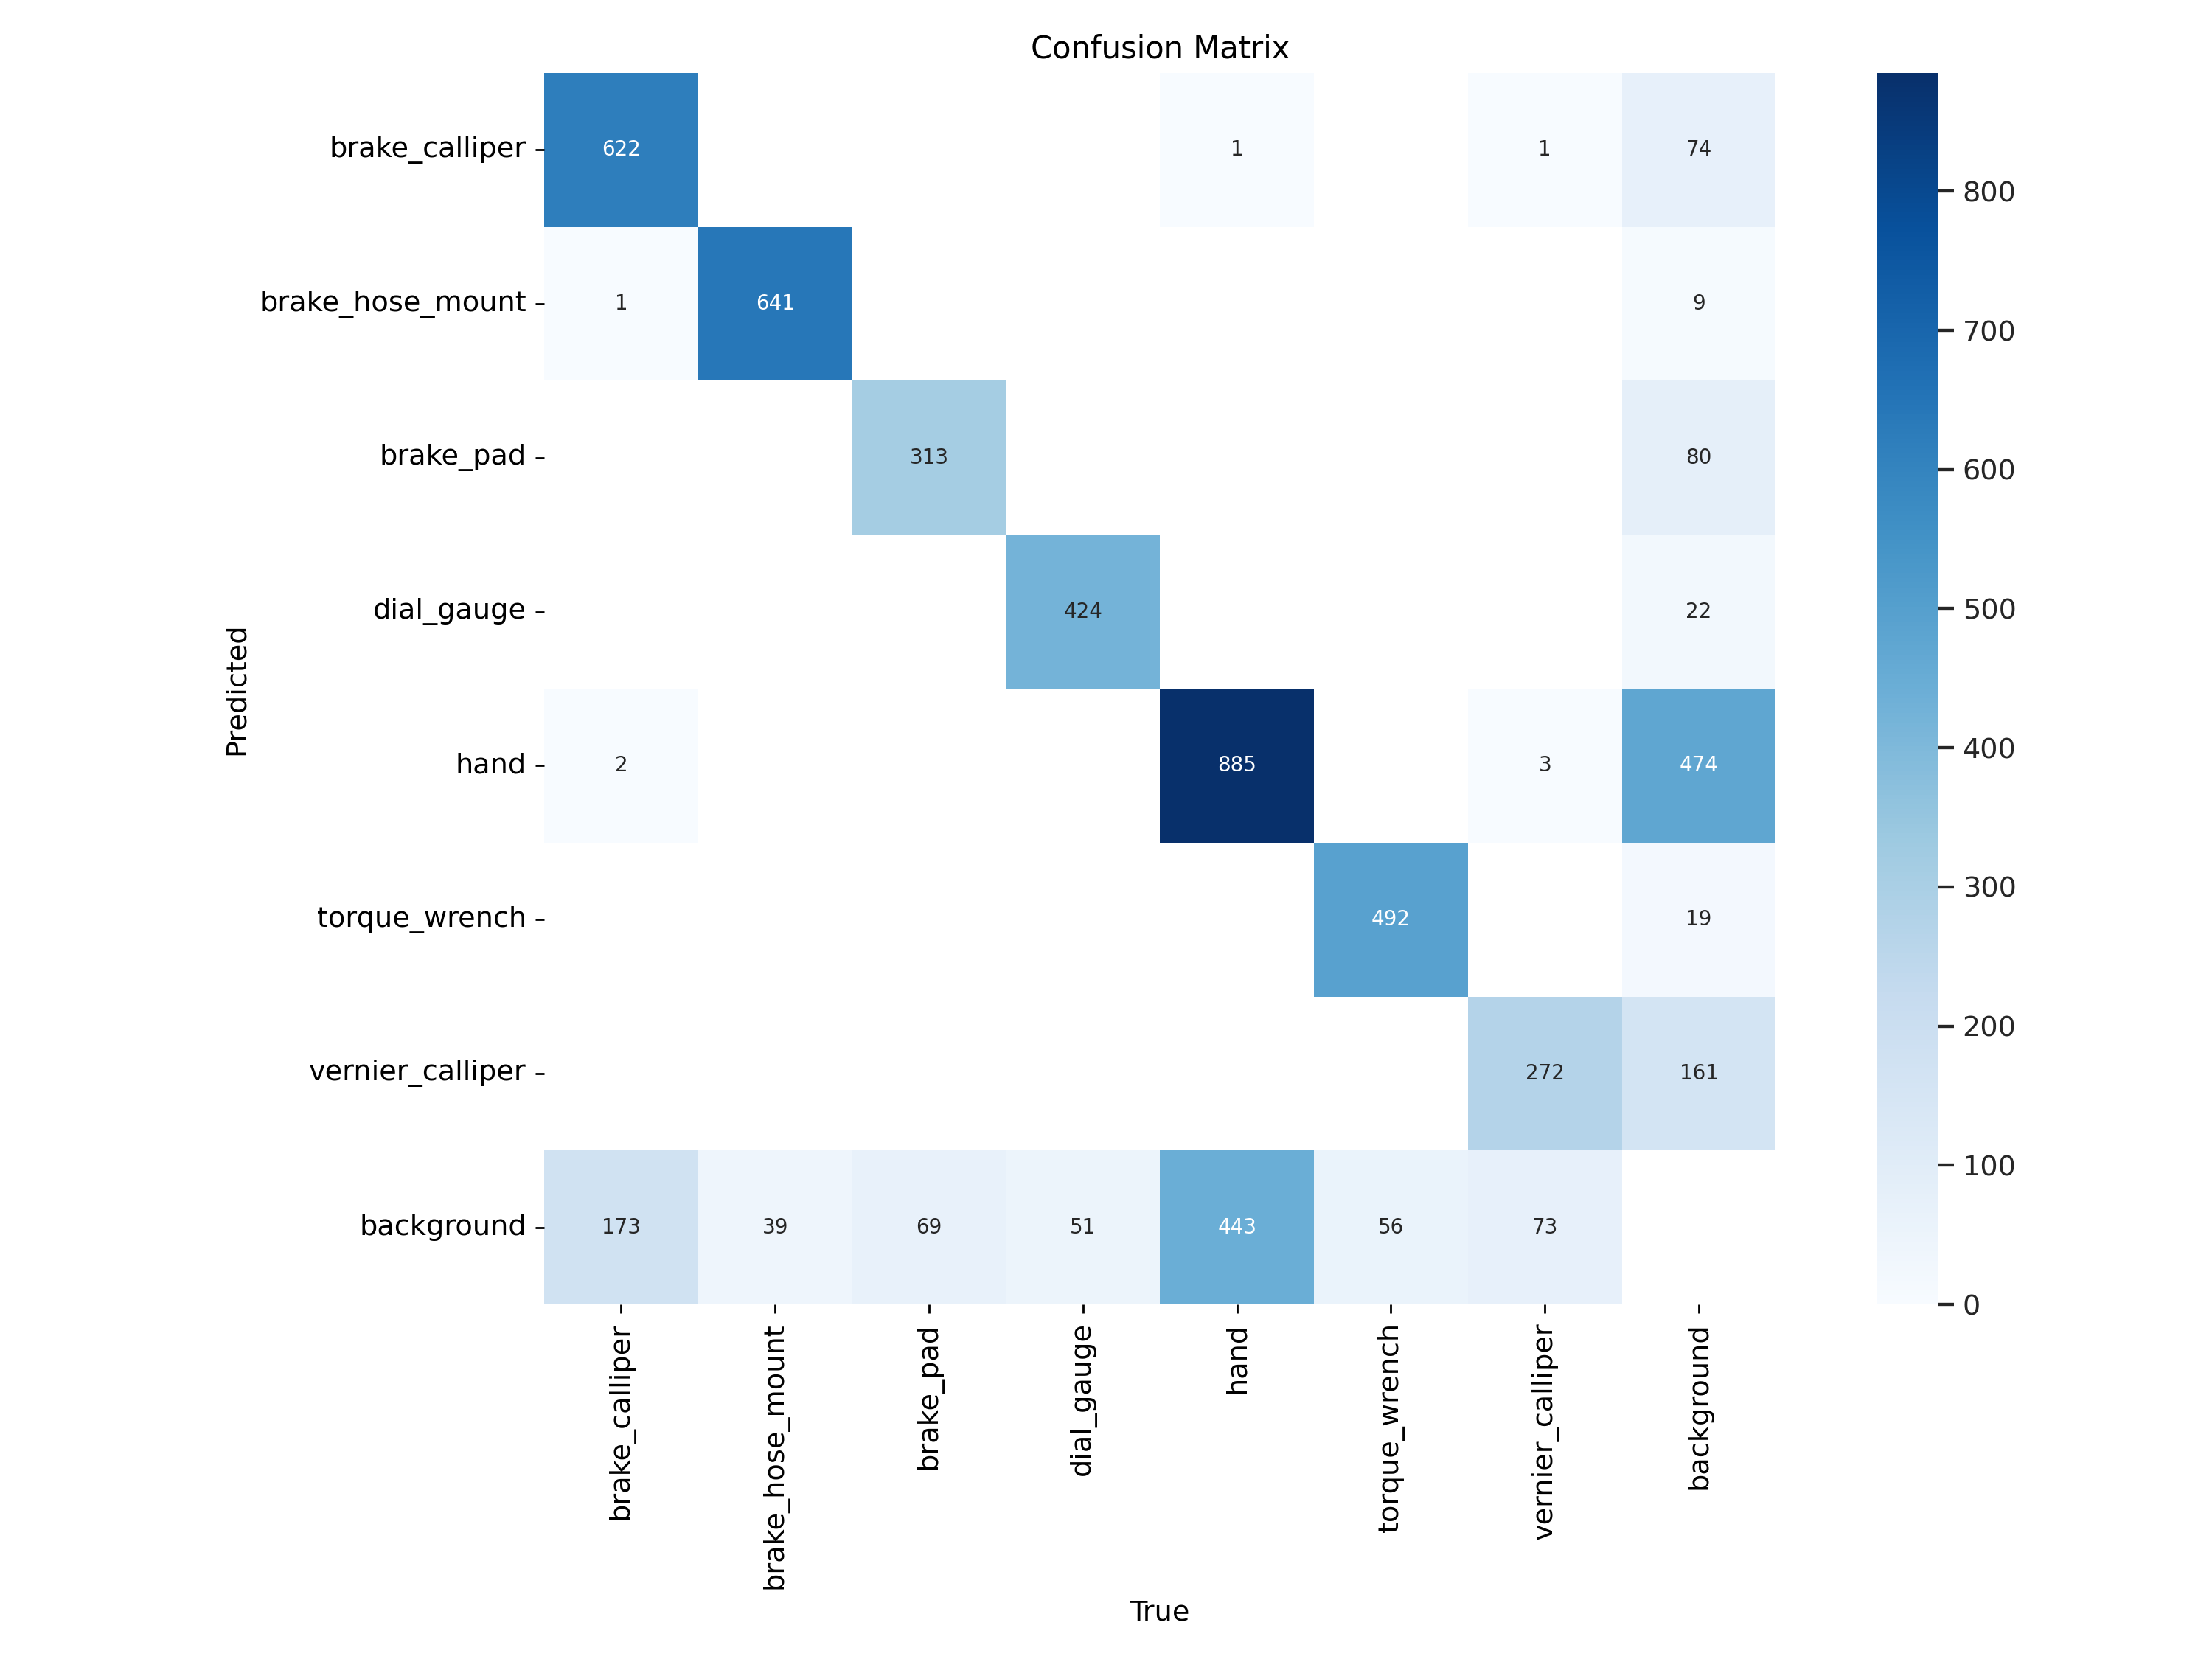 Confusion Matrix
brake_calliper 622 1 1 74
brake_hose_mount 1 641 9
brake_pad 313 80
dial_gauge 424 22
hand 2 885 3 474
torque_wrench 492 19
vernier_calliper 272 161
background 173 39 69 51 443 56 73
Predicted
brake_calliper
brake_hose_mount
brake_pad
dial_gauge
hand
torque_wrench
vernier_calliper
background
True
800
700
600
500
400
300
200
100
0